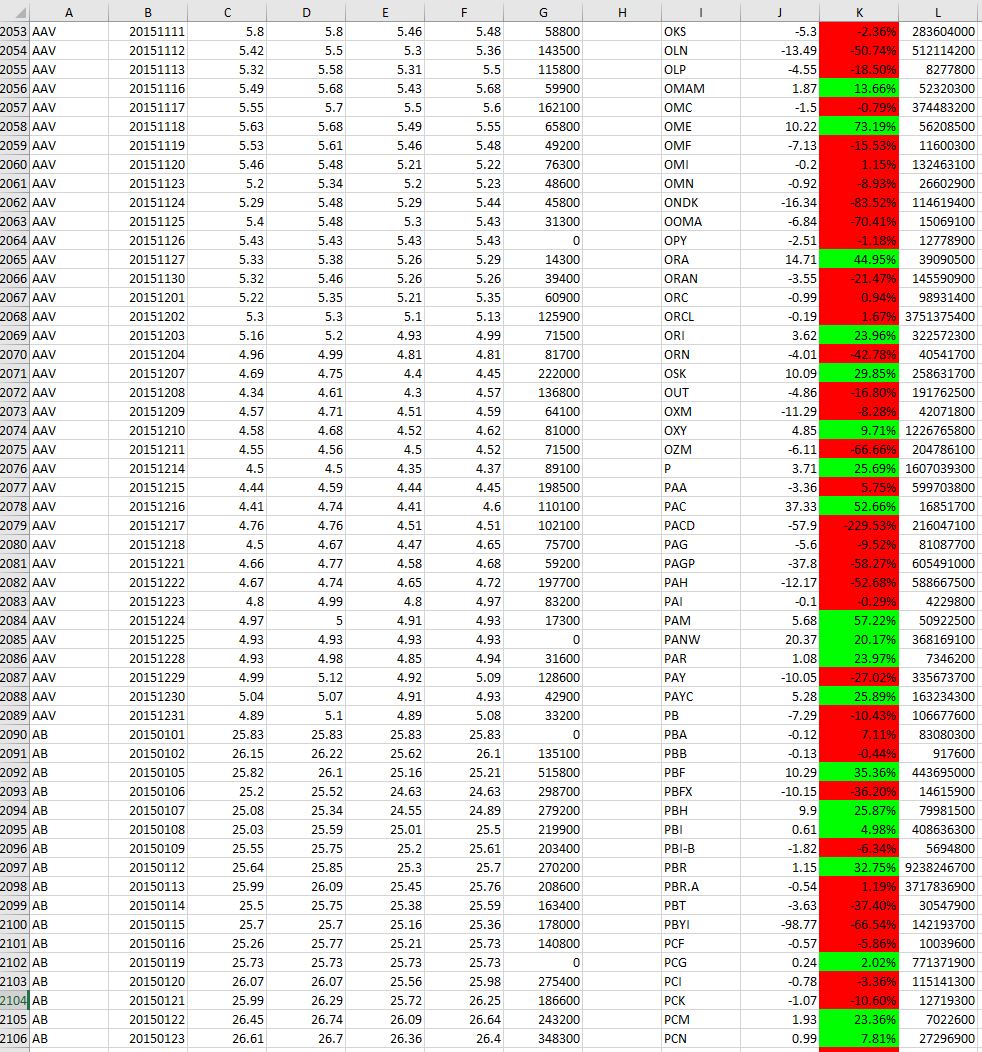 A B C D E F G H I J K L
2053 AAV 20151111 5.8 5.8 5.46 5.48 58800 OKS -5.3 -2.36% 283604000
2054 AAV 20151112 5.42 5.5 5.3 5.36 143500 OLN -13.49 -50.74% 512114200
2055 AAV 20151113 5.32 5.58 5.31 5.5 115800 OLP -4.55 -18.50% 8277800
2056 AAV 20151116 5.49 5.68 5.43 5.68 59900 OMAM 1.87 13.66% 52320300
2057 AAV 20151117 5.55 5.7 5.5 5.6 162100 OMC -1.5 -0.79% 374483200
2058 AAV 20151118 5.63 5.68 5.49 5.55 65800 OME 10.22 73.19% 56208500
2059 AAV 20151119 5.53 5.61 5.46 5.48 49200 OMF -7.13 -15.53% 11600300
2060 AAV 20151120 5.46 5.48 5.21 5.22 76300 OMI -0.2 1.15% 132463100
2061 AAV 20151123 5.2 5.34 5.2 5.23 48600 OMN -0.92 -8.93% 26602900
2062 AAV 20151124 5.29 5.48 5.29 5.44 45800 ONDK -16.34 -83.52% 114619400
2063 AAV 20151125 5.4 5.48 5.3 5.43 31300 OOMA -6.84 -70.41% 15069100
2064 AAV 20151126 5.43 5.43 5.43 5.43 0 OPY -2.51 -1.18% 12778900
2065 AAV 20151127 5.33 5.38 5.26 5.29 14300 ORA 14.71 44.95% 39090500
2066 AAV 20151130 5.32 5.46 5.26 5.26 39400 ORAN -3.55 -21.47% 145590900
2067 AAV 20151201 5.22 5.35 5.21 5.35 60900 ORC -0.99 0.94% 98931400
2068 AAV 20151202 5.3 5.3 5.1 5.13 125900 ORCL -0.19 1.67% 3751375400
2069 AAV 20151203 5.16 5.2 4.93 4.99 71500 ORI 3.62 23.96% 322572300
2070 AAV 20151204 4.96 4.99 4.81 4.81 81700 ORN -4.01 -42.78% 40541700
2071 AAV 20151207 4.69 4.75 4.4 4.45 222000 OSK 10.09 29.85% 258631700
2072 AAV 20151208 4.34 4.61 4.3 4.57 136800 OUT -4.86 -16.80% 191762500
2073 AAV 20151209 4.57 4.71 4.51 4.59 64100 OXM -11.29 -8.28% 42071800
2074 AAV 20151210 4.58 4.68 4.52 4.62 81000 OXY 4.85 9.71% 1226765800
2075 AAV 20151211 4.55 4.56 4.5 4.52 71500 OZM -6.11 -66.66% 204786100
2076 AAV 20151214 4.5 4.5 4.35 4.37 89100 P 3.71 25.69% 1607039300
2077 AAV 20151215 4.44 4.59 4.44 4.45 198500 PAA -3.36 5.75% 599703800
2078 AAV 20151216 4.41 4.74 4.41 4.6 110100 PAC 37.33 52.66% 16851700
2079 AAV 20151217 4.76 4.76 4.51 4.51 102100 PACD -57.9 -229.53% 216047100
2080 AAV 20151218 4.5 4.67 4.47 4.65 75700 PAG -5.6 -9.52% 81087700
2081 AAV 20151221 4.66 4.77 4.58 4.68 59200 PAGP -37.8 -58.27% 605491000
2082 AAV 20151222 4.67 4.74 4.65 4.72 197700 PAH -12.17 -52.68% 588667500
2083 AAV 20151223 4.8 4.99 4.8 4.97 83200 PAI -0.1 -0.29% 4229800
2084 AAV 20151224 4.97 5 4.91 4.93 17300 PAM 5.68 57.22% 50922500
2085 AAV 20151225 4.93 4.93 4.93 4.93 0 PANW 20.37 20.17% 368169100
2086 AAV 20151228 4.93 4.98 4.85 4.94 31600 PAR 1.08 23.97% 7346200
2087 AAV 20151229 4.99 5.12 4.92 5.09 128600 PAY -10.05 -27.02% 335673700
2088 AAV 20151230 5.04 5.07 4.91 4.93 42900 PAYC 5.28 25.89% 163234300
2089 AAV 20151231 4.89 5.1 4.89 5.08 33200 PB -7.29 -10.43% 106677600
2090 AB 20150101 25.83 25.83 25.83 25.83 0 PBA -0.12 7.11% 83080300
2091 AB 20150102 26.15 26.22 25.62 26.1 135100 PBB -0.13 -0.44% 917600
2092 AB 20150105 25.82 26.1 25.16 25.21 515800 PBF 10.29 35.36% 443695000
2093 AB 20150106 25.2 25.52 24.63 24.63 298700 PBFX -10.15 -36.20% 14615900
2094 AB 20150107 25.08 25.34 24.55 24.89 279200 PBH 9.9 25.87% 79981500
2095 AB 20150108 25.03 25.59 25.01 25.5 219900 PBI 0.61 4.98% 408636300
2096 AB 20150109 25.55 25.75 25.2 25.61 203400 PBI-B -1.82 -6.34% 5694800
2097 AB 20150112 25.64 25.85 25.3 25.7 270200 PBR 1.15 32.75% 9238246700
2098 AB 20150113 25.99 26.09 25.45 25.76 208600 PBR.A -0.54 1.19% 3717836900
2099 AB 20150114 25.5 25.75 25.38 25.59 163400 PBT -3.63 -37.40% 30547900
2100 AB 20150115 25.7 25.7 25.16 25.36 178000 PBYI -98.77 -66.54% 142193700
2101 AB 20150116 25.26 25.77 25.21 25.73 140800 PCF -0.57 -5.86% 10039600
2102 AB 20150119 25.73 25.73 25.73 25.73 0 PCG 0.24 2.02% 771371900
2103 AB 20150120 26.07 26.07 25.56 25.98 275400 PCI -0.78 -3.36% 115141300
2104 AB 20150121 25.99 26.29 25.72 26.25 186600 PCK -1.07 -10.60% 12719300
2105 AB 20150122 26.45 26.74 26.09 26.64 243200 PCM 1.93 23.36% 7022600
2106 AB 20150123 26.61 26.7 26.36 26.4 348300 PCN 0.99 7.81% 27296900